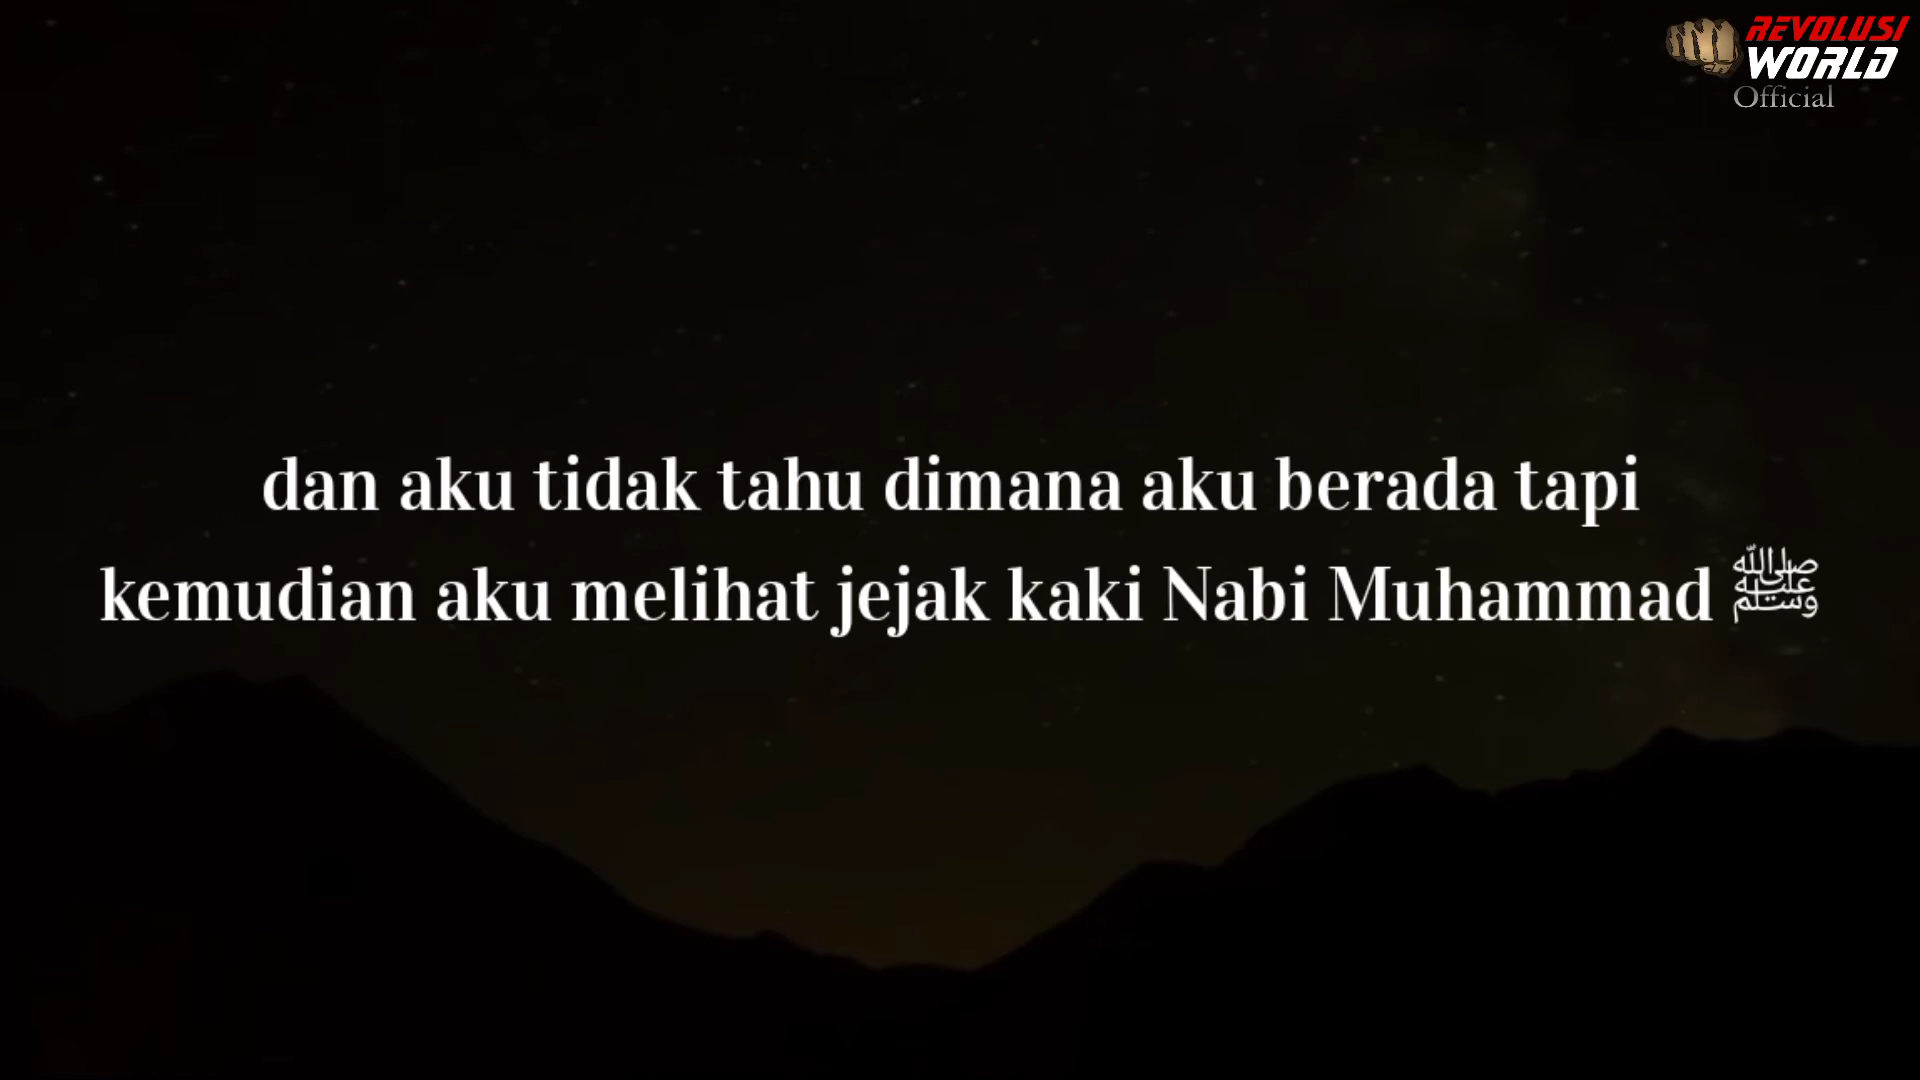 REVOLUSI
WORLD
Official
dan aku tidak tahu dimana aku berada tapi
kemudian aku melihat jejak kaki Nabi Muhammad ﷺ